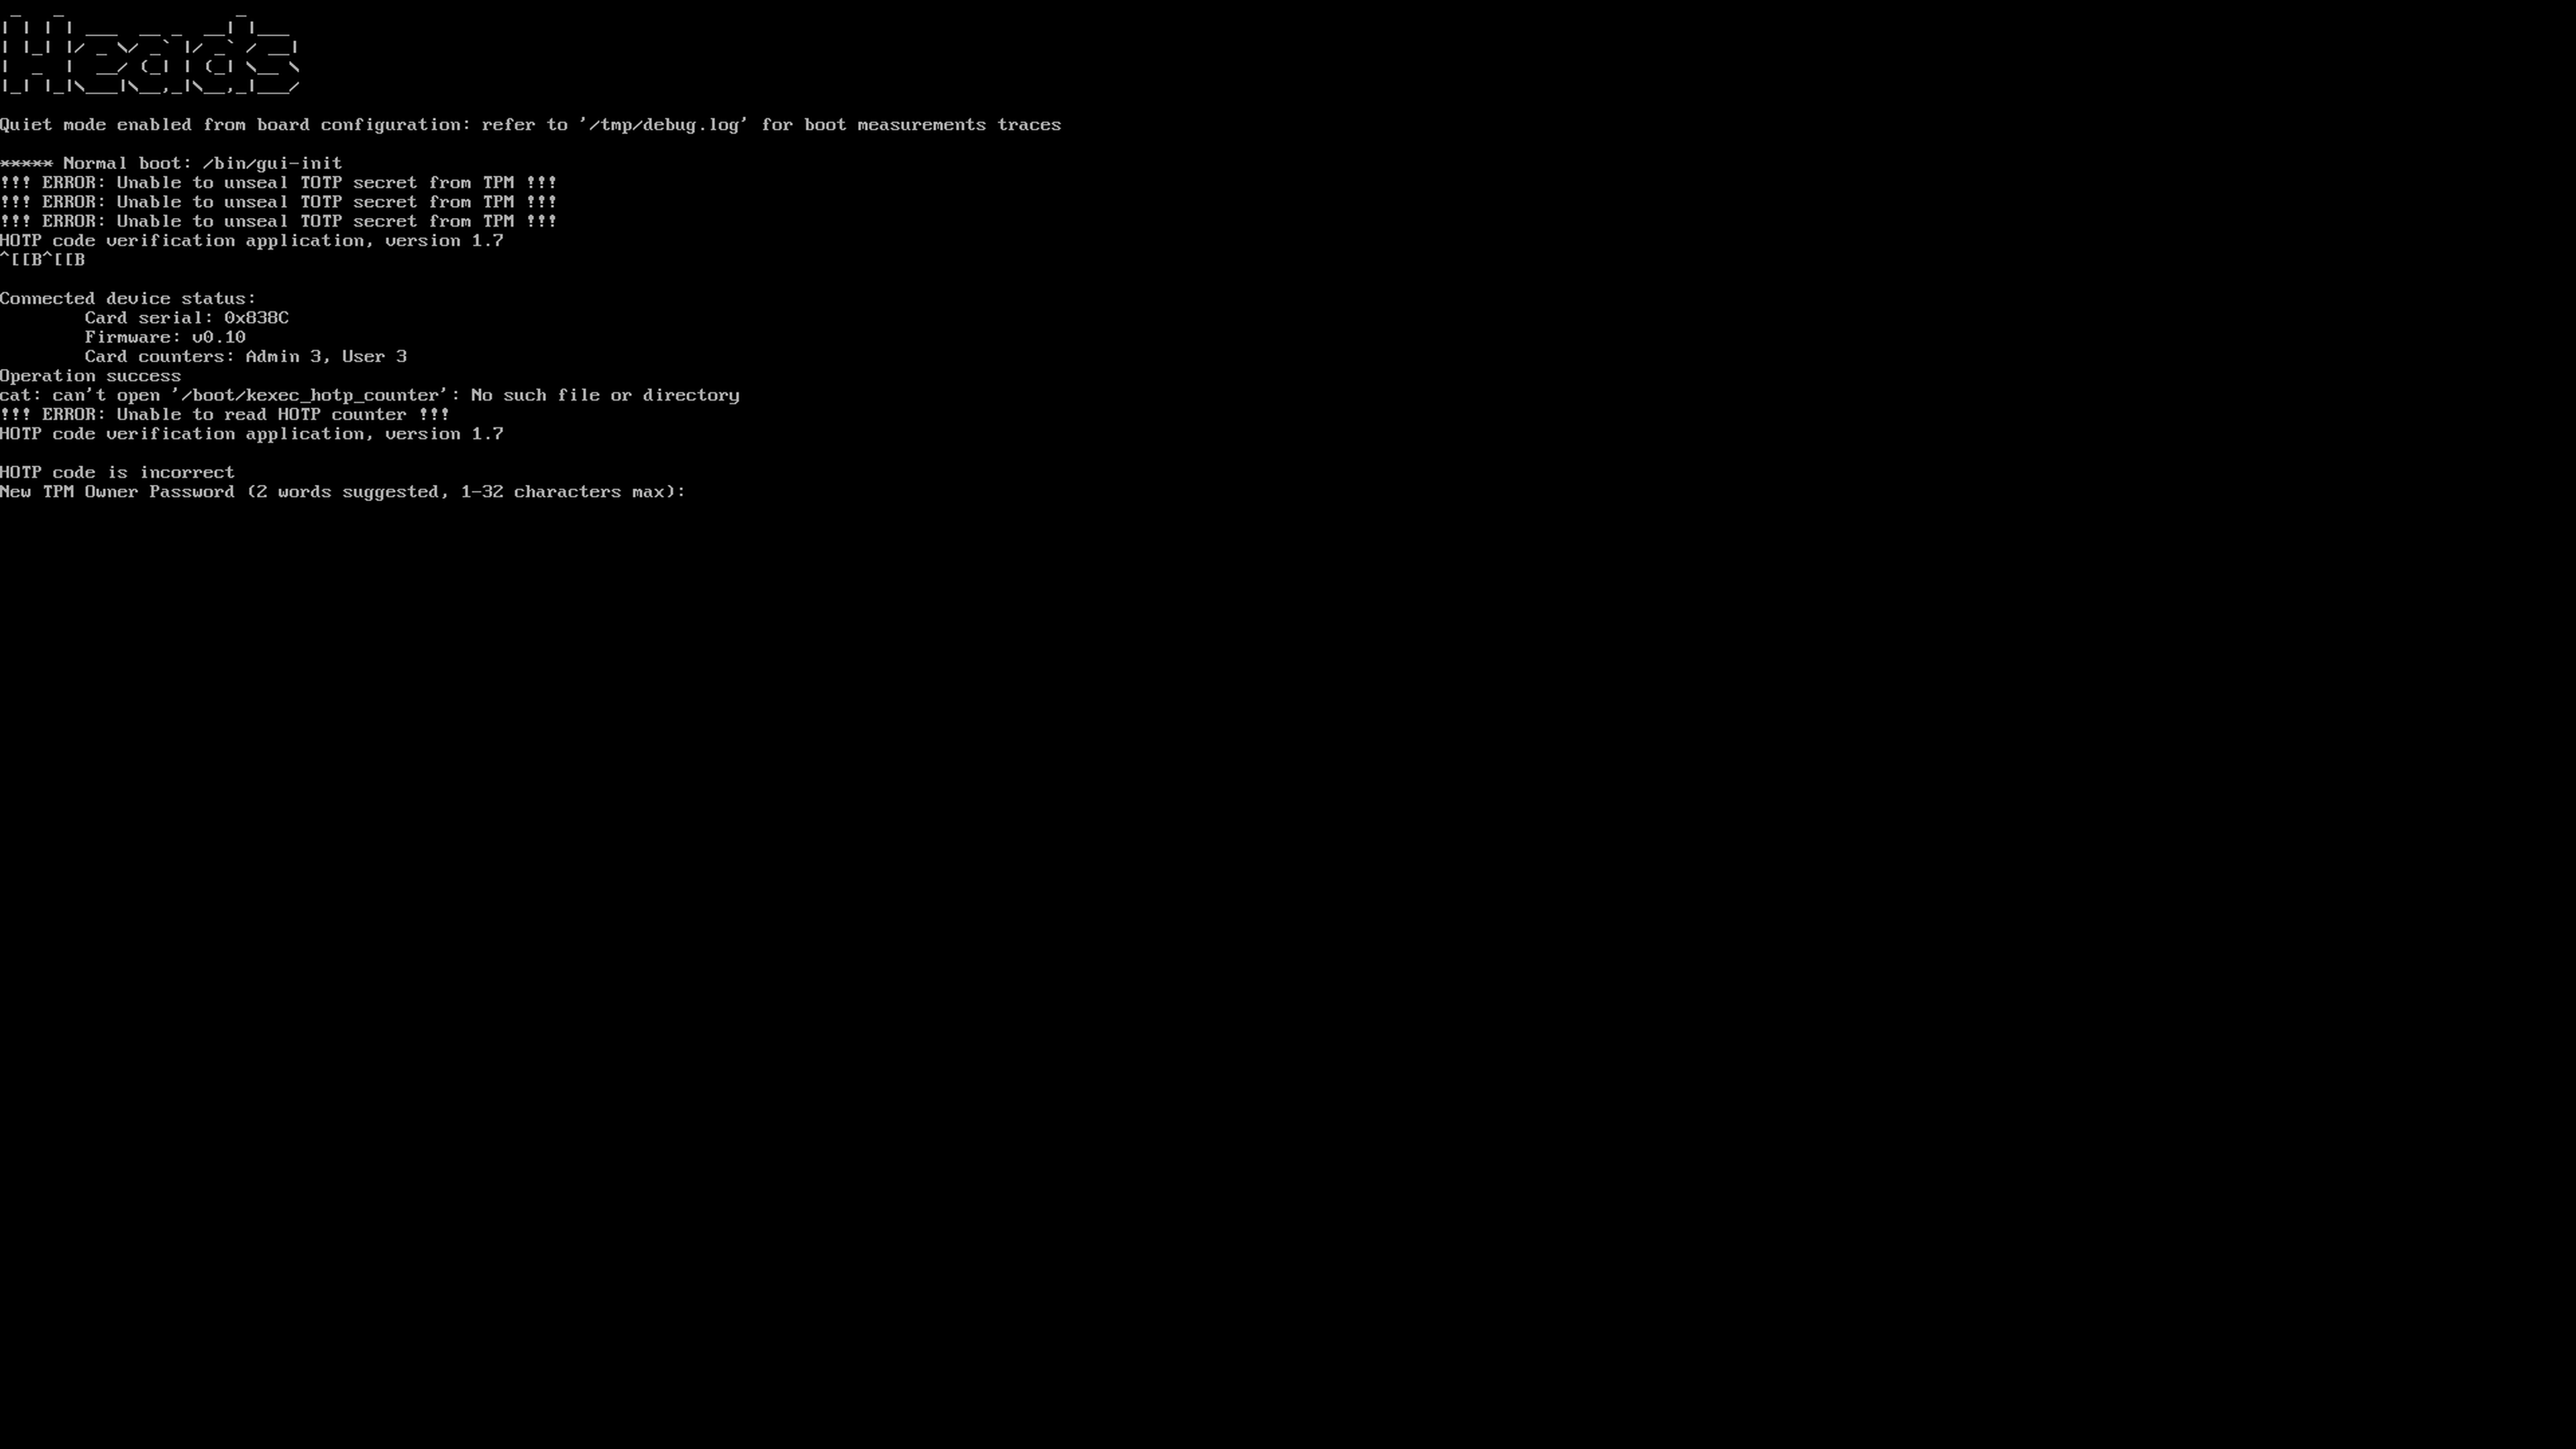 Heads
Quiet mode enabled from board configuration: refer to '/tmp/debug.log' for boot measurements traces
***** Normal boot: /bin/gui-init
!!! ERROR: Unable to unseal TOTP secret from TPM !!!
!!! ERROR: Unable to unseal TOTP secret from TPM !!!
!!! ERROR: Unable to unseal TOTP secret from TPM !!!
HOTP code verification application, version 1.7
^[[B^[[B
Connected device status:
Card serial: 0x838C
Firmware: v0.10
Card counters: Admin 3, User 3
Operation success
cat: can't open '/boot/kexec_hotp_counter': No such file or directory
!!! ERROR: Unable to read HOTP counter !!!
HOTP code verification application, version 1.7
HOTP code is incorrect
New TPM Owner Password (2 words suggested, 1-32 characters max):